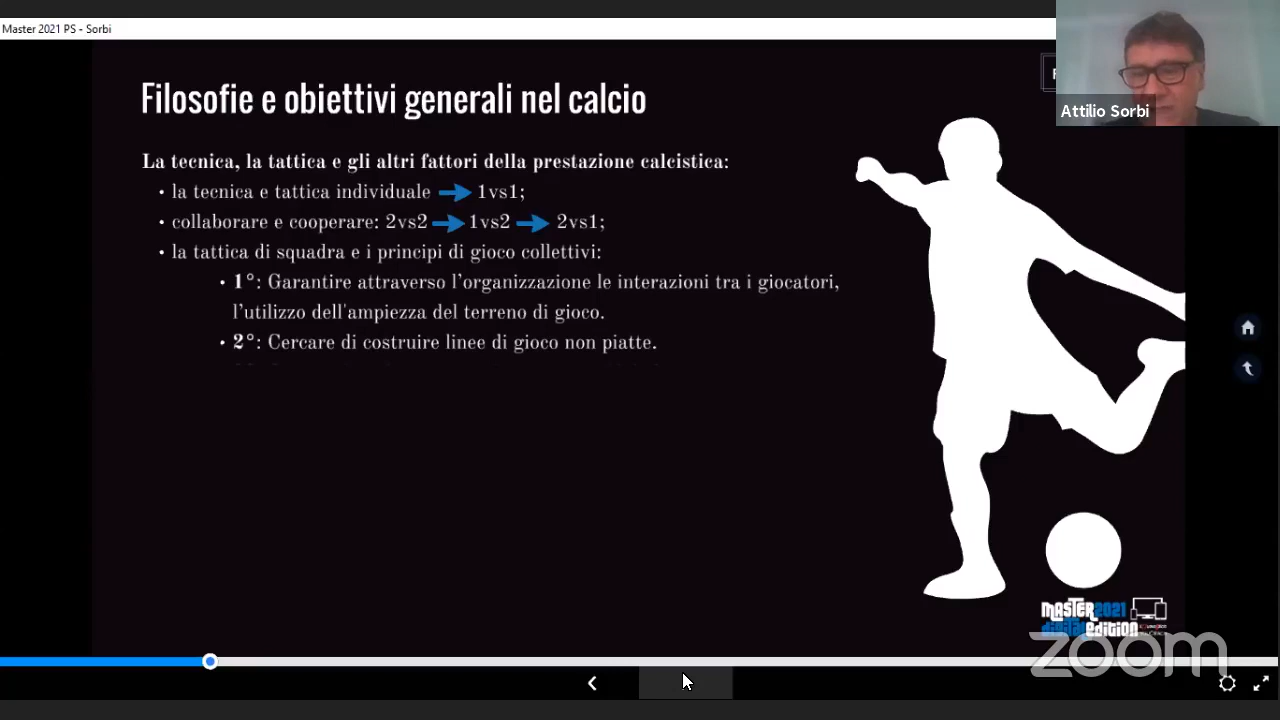 Master 2021 PS - Sorbi
Attilio Sorbi
Filosofie e obiettivi generali nel calcio
La tecnica, la tattica e gli altri fattori della prestazione calcistica:
• la tecnica e tattica individuale 1vs1;
• collaborare e cooperare: 2vs2 1vs2 2vs1;
• la tattica di squadra e i principi di gioco collettivi:
• 1°: Garantire attraverso l'organizzazione le interazioni tra i giocatori,
l'utilizzo dell'ampiezza del terreno di gioco.
• 2°: Cercare di costruire linee di gioco non piatte.
MASTER2021
digital edition
zoom